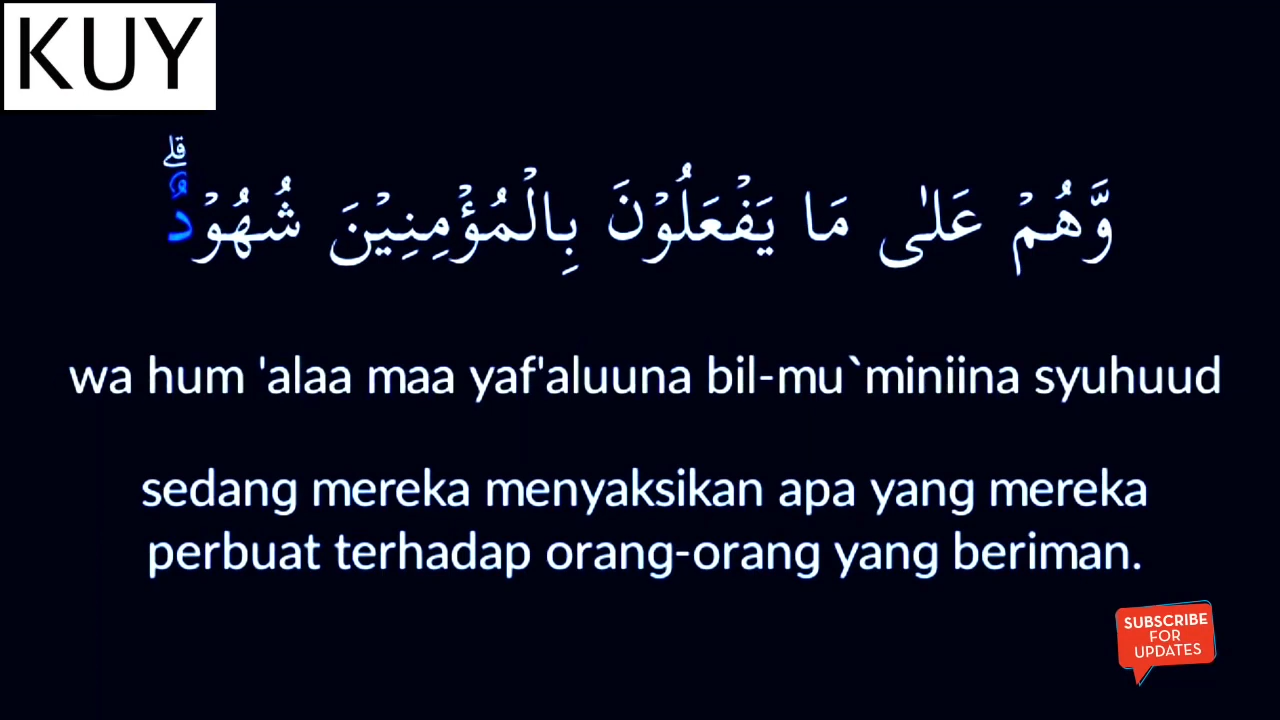 KUY
وَّهُمْ عَلٰى مَا يَفْعَلُوْنَ بِالْمُؤْمِنِيْنَ شُهُوْدٌ ۗ
wa hum 'alaa maa yaf'aluuna bil-mu`miniina syuhuud
sedang mereka menyaksikan apa yang mereka
perbuat terhadap orang-orang yang beriman.
SUBSCRIBE
FOR
UPDATES